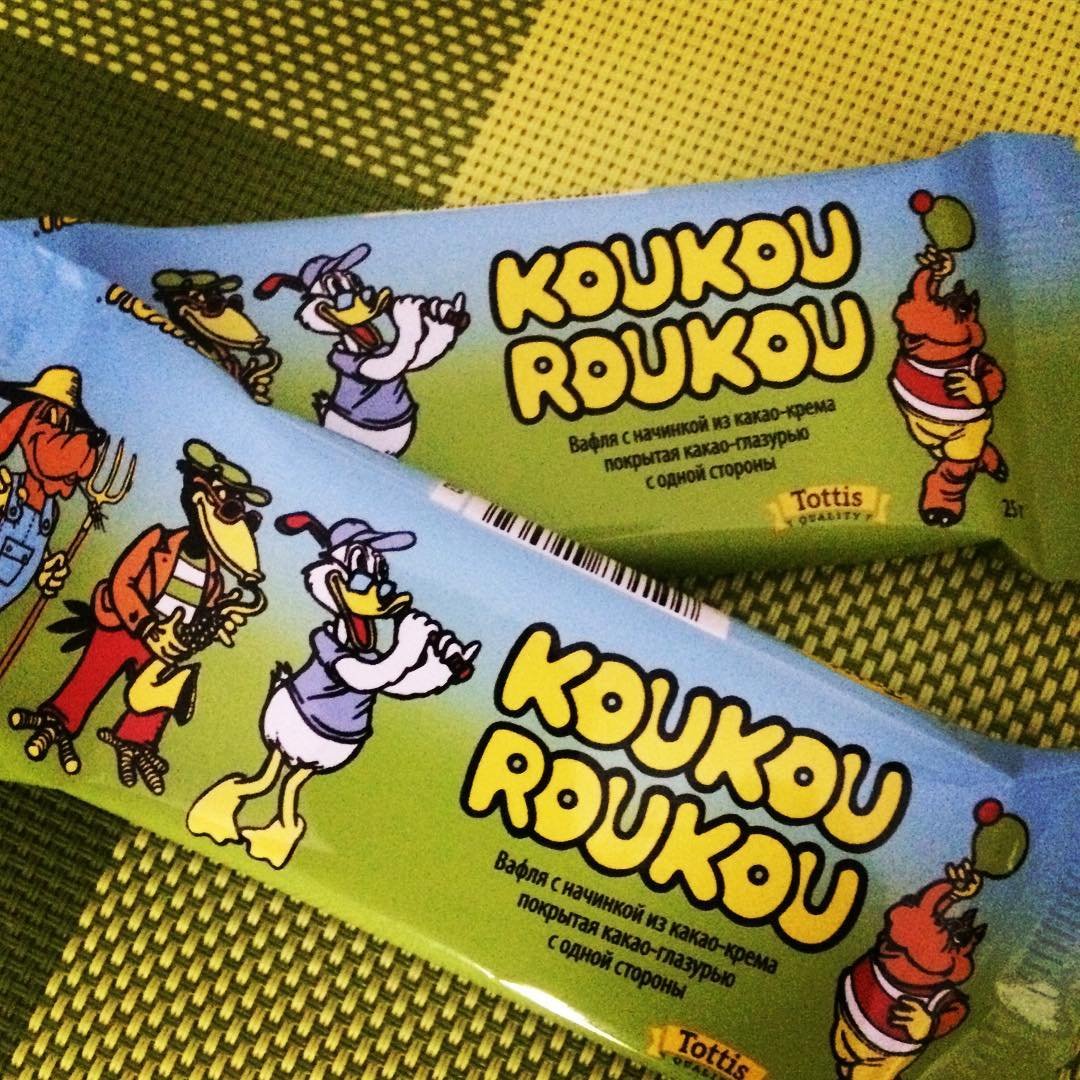 KOUKOU
ROUKOU
Вафля с начинкой из какао-крема
покрытая какао-глазурью
с одной стороны
Tottis
QUALITY
25г
KOUKOU
ROUKOU
Вафля с начинкой из какао-крема
покрытая какао-глазурью
с одной стороны
Tottis
QUALITY